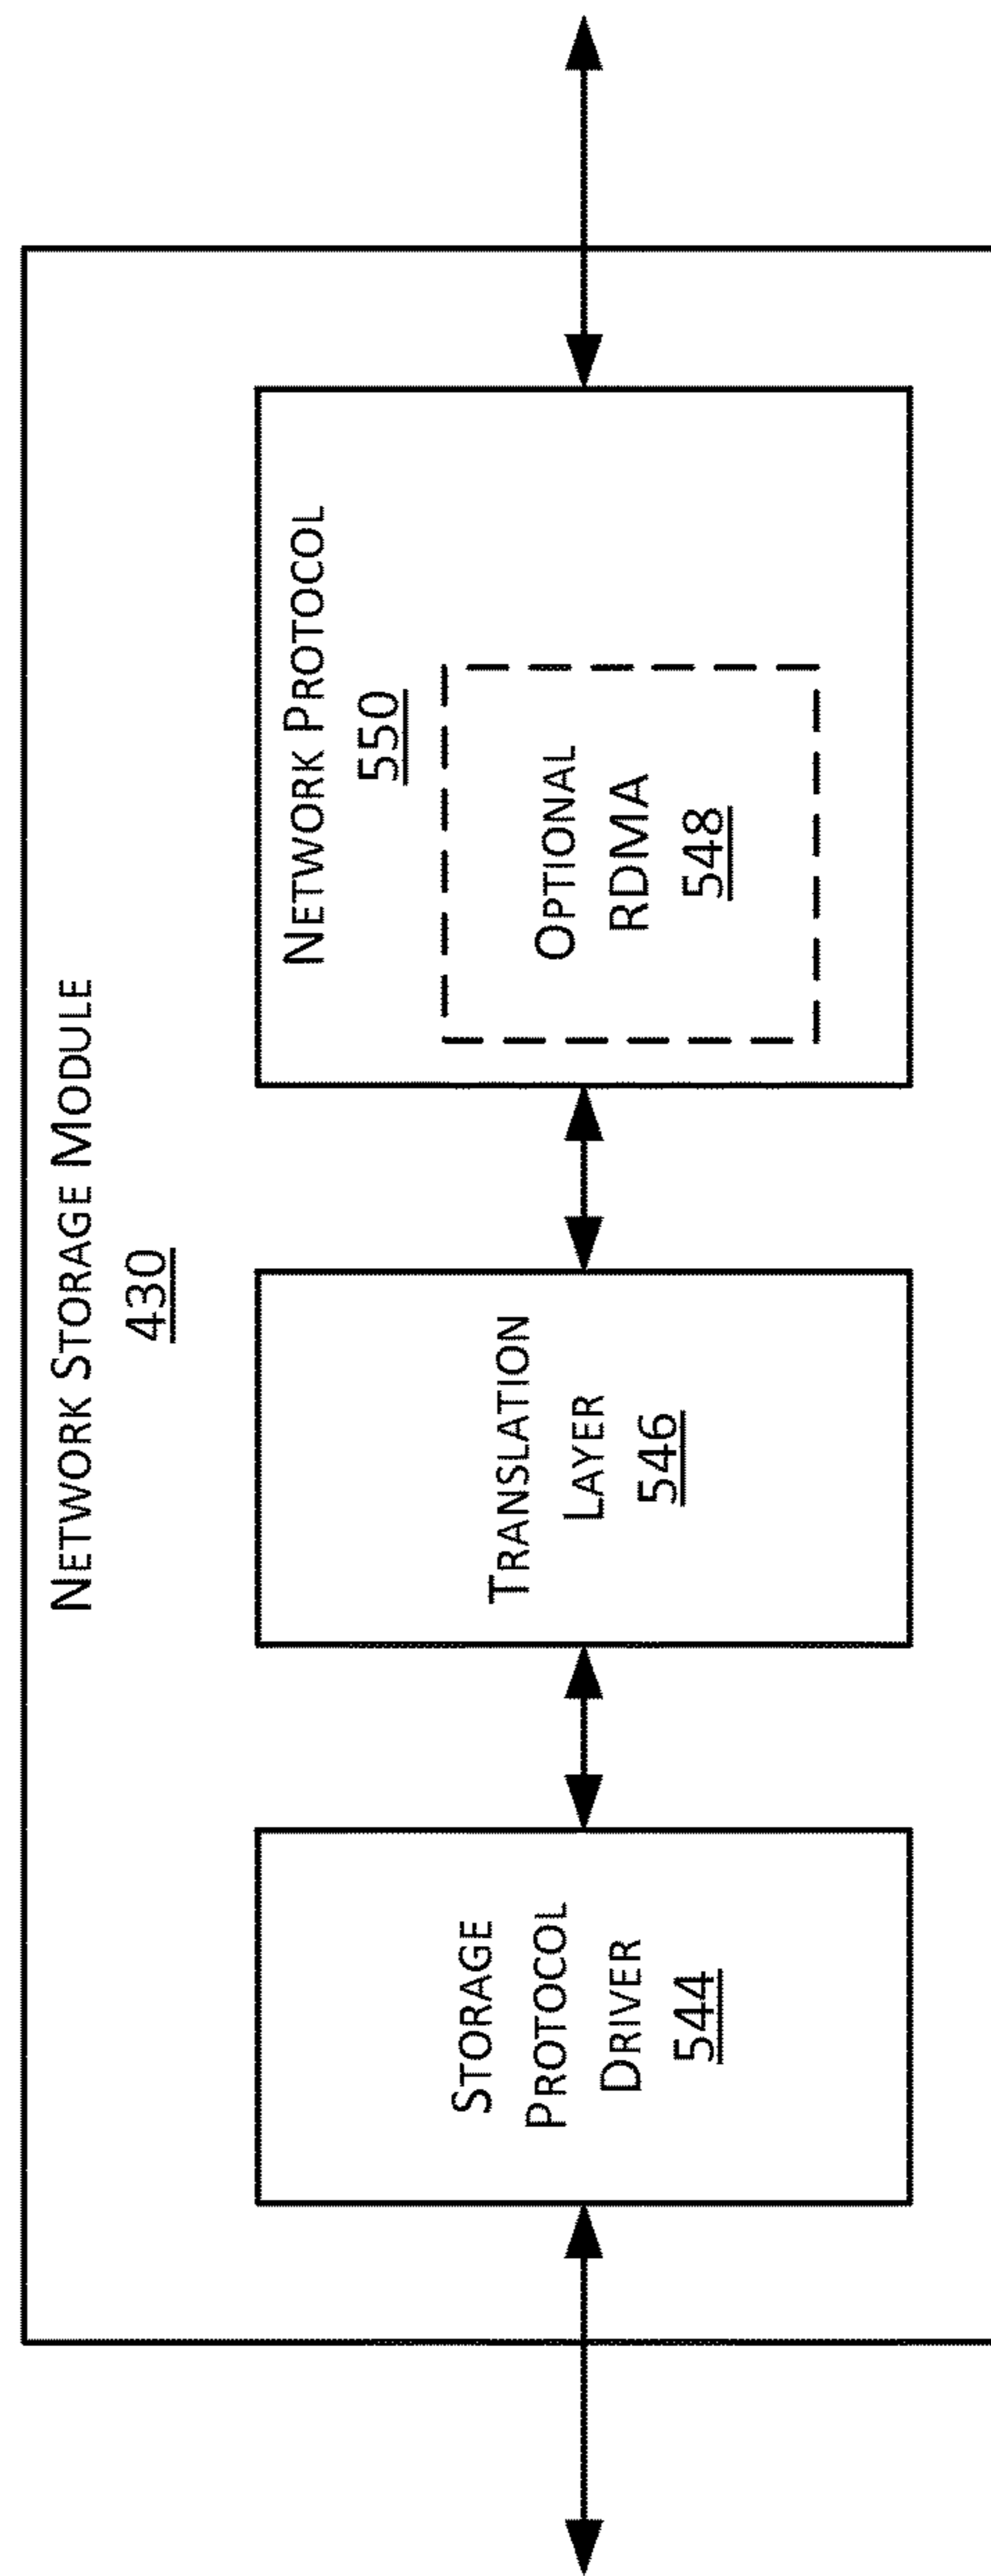 NETWORK STORAGE MODULE
430
STORAGE
PROTOCOL
DRIVER
544
TRANSLATION
LAYER
546
NETWORK PROTOCOL
550
OPTIONAL
RDMA
548